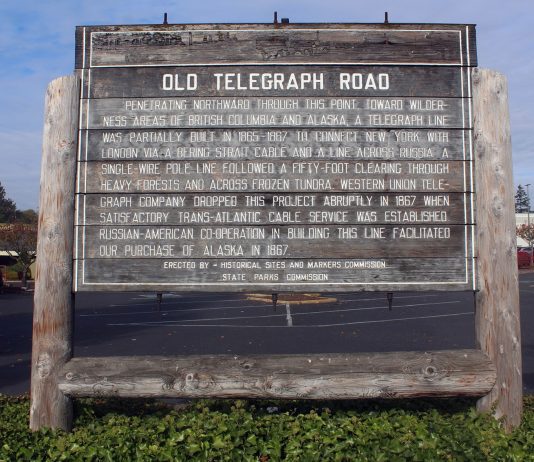 OLD TELEGRAPH ROAD
PENETRATING NORTHWARD THROUGH THIS POINT TOWARD WILDER-
NESS AREAS OF BRITISH COLUMBIA AND ALASKA, A TELEGRAPH LINE
WAS PARTIALLY BUILT IN 1865-1867 TO CONNECT NEW YORK WITH
LONDON VIA A BERING STRAIT CABLE AND A LINE ACROSS RUSSIA. A
SINGLE-WIRE POLE LINE FOLLOWED A FIFTY-FOOT CLEARING THROUGH
HEAVY FORESTS AND ACROSS FROZEN TUNDRA. WESTERN UNION TELE-
GRAPH COMPANY DROPPED THIS PROJECT ABRUPTLY IN 1867 WHEN
SATISFACTORY TRANS-ATLANTIC CABLE SERVICE WAS ESTABLISHED.
RUSSIAN-AMERICAN CO-OPERATION IN BUILDING THIS LINE FACILITATED
OUR PURCHASE OF ALASKA IN 1867.
ERECTED BY - HISTORICAL SITES AND MARKERS COMMISSION
STATE PARKS COMMISSION